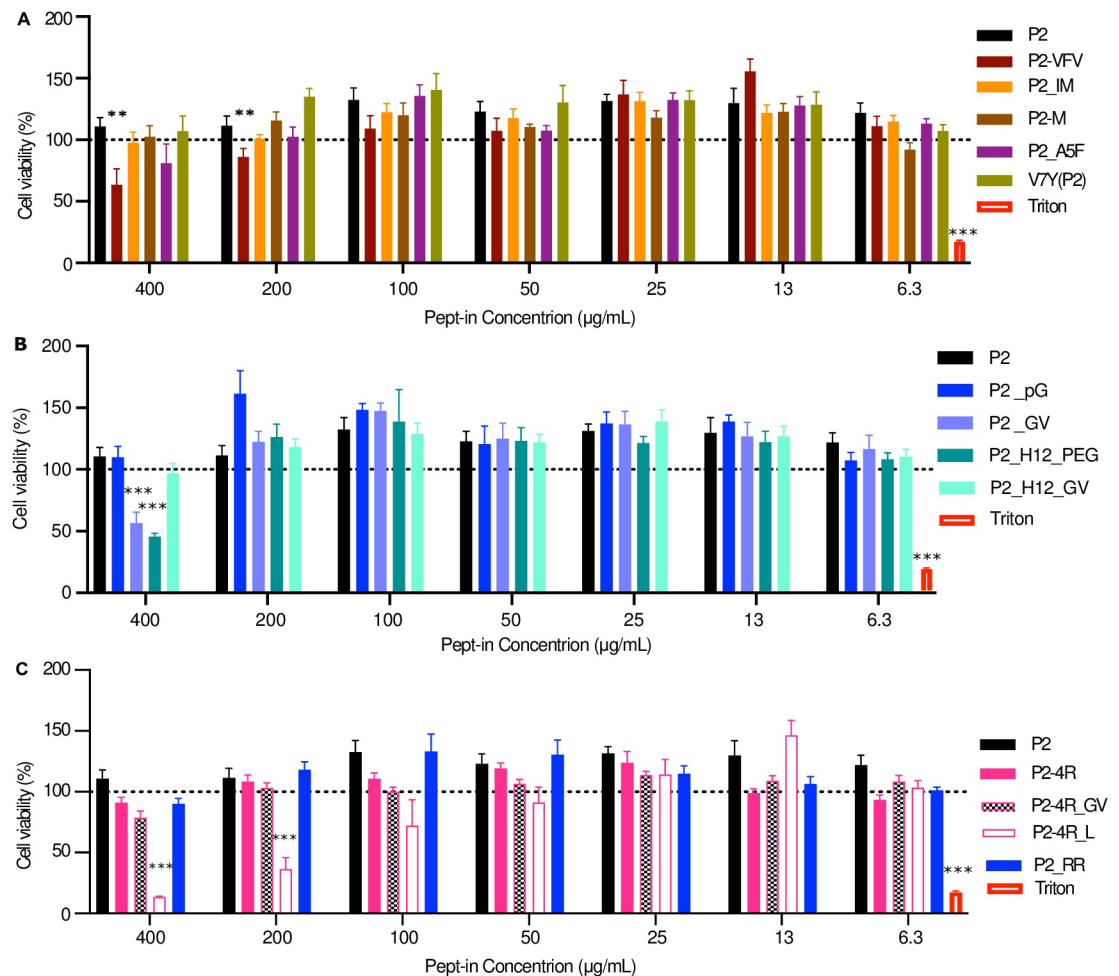 A
200
150
100
50
0
Cell viability (%)
** **
***
400 200 100 50 25 13 6.3
Pept-in Concentrion (µg/mL)
P2
P2-VFV
P2_IM
P2-M
P2_A5F
V7Y(P2)
Triton
B
200
150
100
50
0
Cell viability (%)
***
***
***
400 200 100 50 25 13 6.3
Pept-in Concentrion (µg/mL)
P2
P2 _pG
P2 _GV
P2_H12_PEG
P2_H12_GV
Triton
C
200
150
100
50
0
Cell viability (%)
***
***
***
400 200 100 50 25 13 6.3
Pept-in Concentrion (µg/mL)
P2
P2-4R
P2-4R_GV
P2-4R_L
P2_RR
Triton